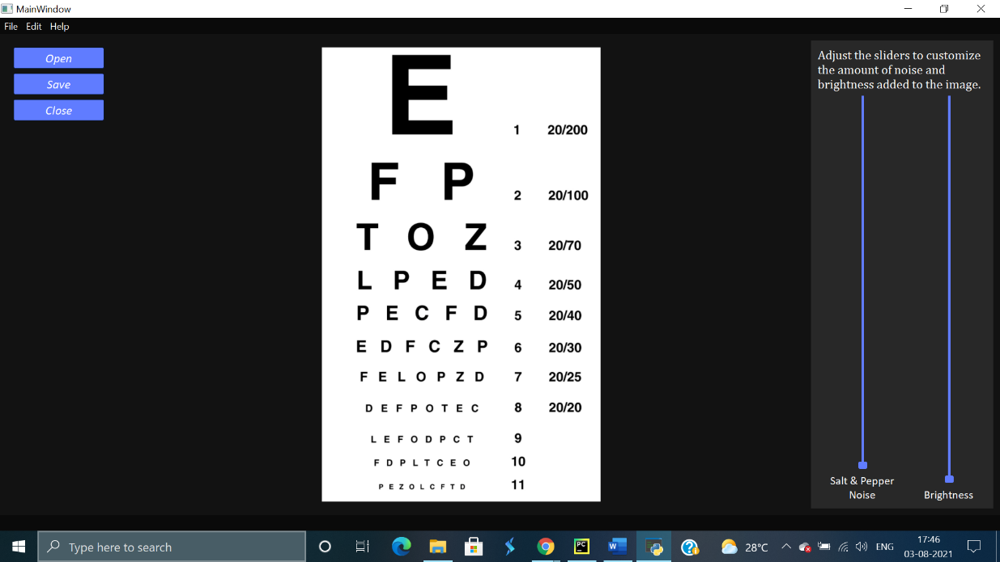 MainWindow
File Edit Help
Open
Save
Close
E 1 20/200
F P 2 20/100
T O Z 3 20/70
L P E D 4 20/50
P E C F D 5 20/40
E D F C Z P 6 20/30
F E L O P Z D 7 20/25
D E F P O T E C 8 20/20
L E F O D P C T 9
F D P L T C E O 10
P E Z O L C F T D 11
Adjust the sliders to customize
the amount of noise and
brightness added to the image.
Salt & Pepper
Noise
Brightness
Type here to search
PC
W
28°C
ENG
17:46
03-08-2021